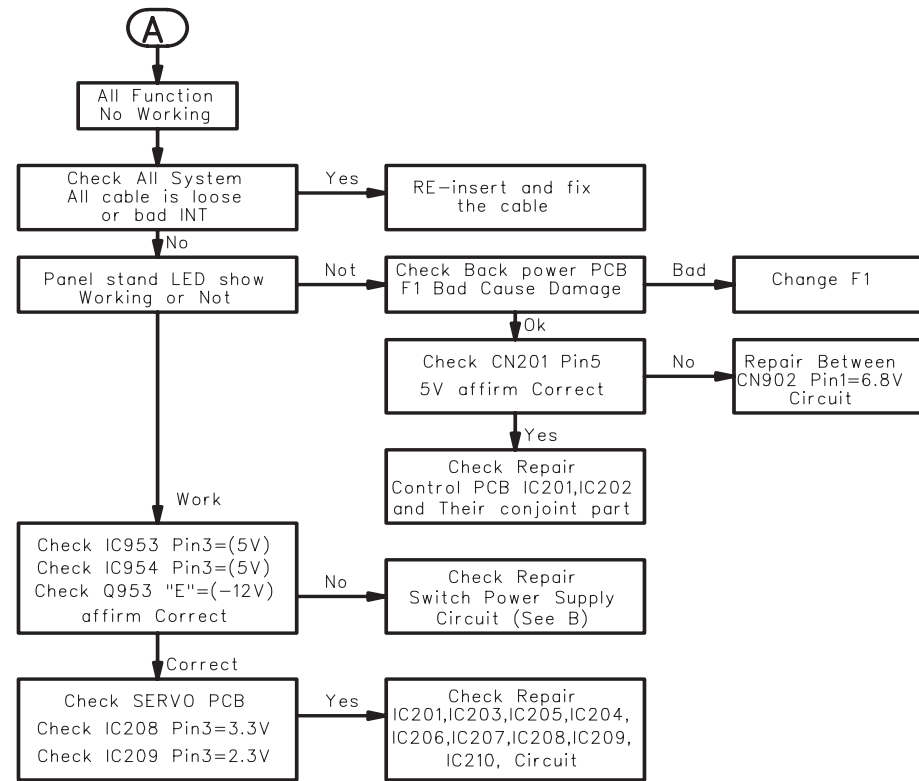 A
All Function
No Working
Check All System
All cable is loose
or bad INT
Yes
RE-insert and fix
the cable
No
Panel stand LED show
Working or Not
Not
Check Back power PCB
F1 Bad Cause Damage
Bad
Change F1
Ok
Check CN201 Pin5
5V affirm Correct
No
Repair Between
CN902 Pin1=6.8V
Circuit
Yes
Check Repair
Control PCB IC201,IC202
and Their conjoint part
Work
Check IC953 Pin3=(5V)
Check IC954 Pin3=(5V)
Check Q953 "E"=(-12V)
affirm Correct
No
Check Repair
Switch Power Supply
Circuit (See B)
Correct
Check SERVO PCB
Check IC208 Pin3=3.3V
Check IC209 Pin3=2.3V
Yes
Check Repair
IC201,IC203,IC205,IC204,
IC206,IC207,IC208,IC209,
IC210, Circuit